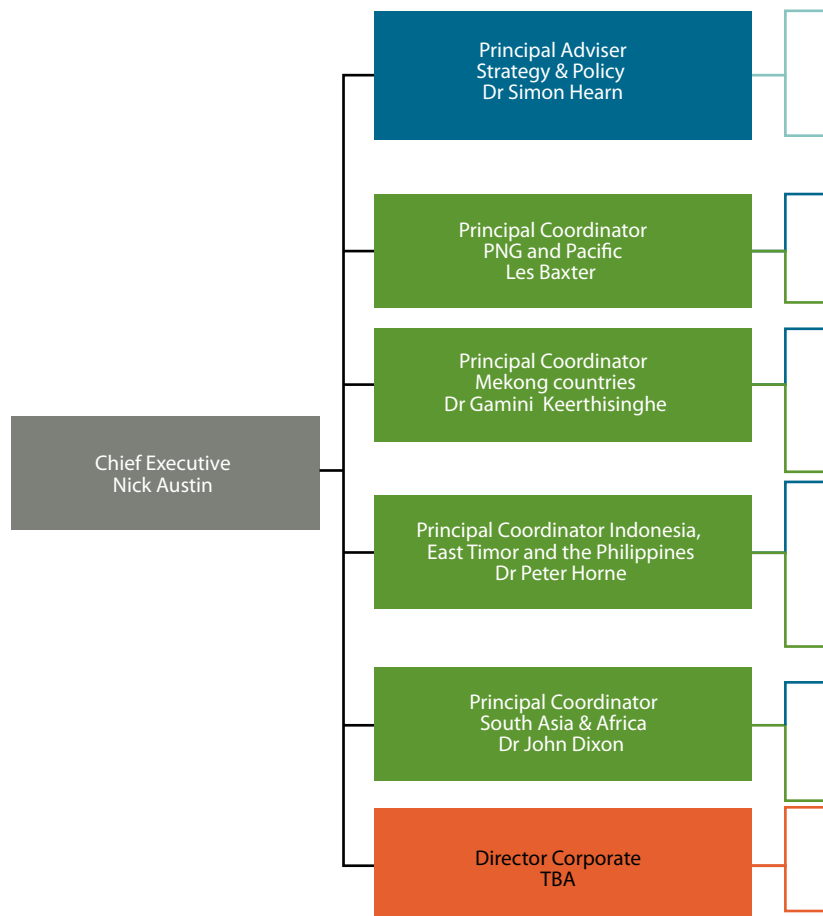 Principal Adviser
Strategy & Policy
Dr Simon Hearn
Principal Coordinator
PNG and Pacific
Les Baxter
Principal Coordinator
Mekong countries
Dr Gamini Keerthisinghe
Chief Executive
Nick Austin
Principal Coordinator Indonesia,
East Timor and the Philippines
Dr Peter Horne
Principal Coordinator
South Asia & Africa
Dr John Dixon
Director Corporate
TBA